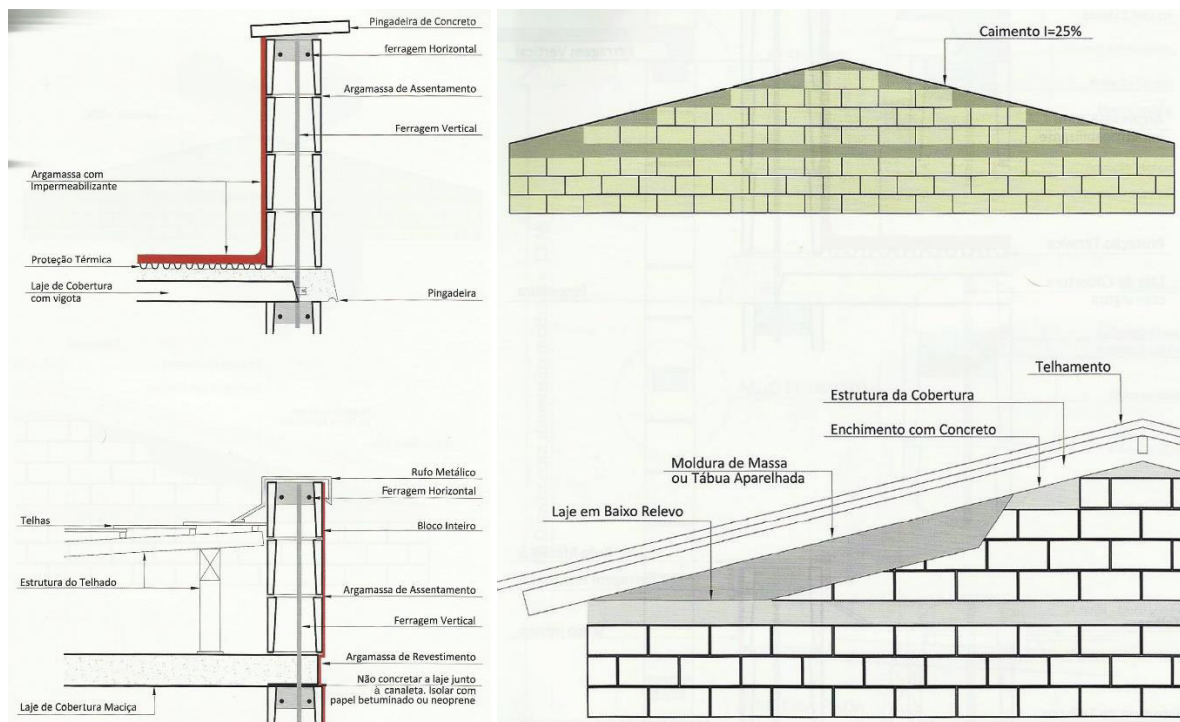 Pingadeira de Concreto
ferragem Horizontal
Argamassa de Assentamento
Ferragem Vertical
Argamassa com
Impermeabilizante
Proteção Térmica
Laje de Cobertura
com vigota
Pingadeira
Rufo Metálico
Ferragem Horizontal
Telhas
Bloco Inteiro
Estrutura do Telhado
Argamassa de Assentamento
Ferragem Vertical
Argamassa de Revestimento
Não concretar a laje junto
à canaleta. Isolar com
papel betuminado ou neoprene
Laje de Cobertura Maciça
Caimento I=25%
Telhamento
Estrutura da Cobertura
Enchimento com Concreto
Moldura de Massa
ou Tábua Aparelhada
Laje em Baixo Relevo